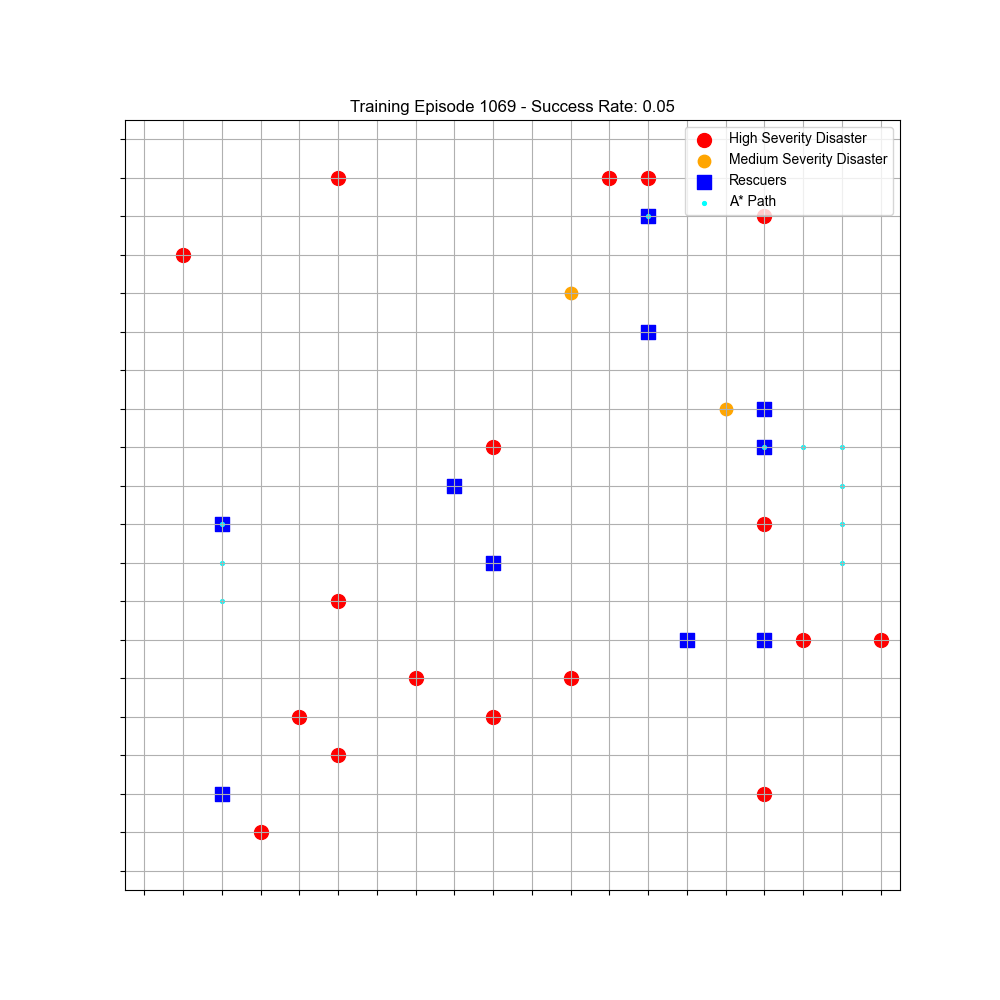 Training Episode 1069 - Success Rate: 0.05
High Severity Disaster
Medium Severity Disaster
Rescuers
A* Path